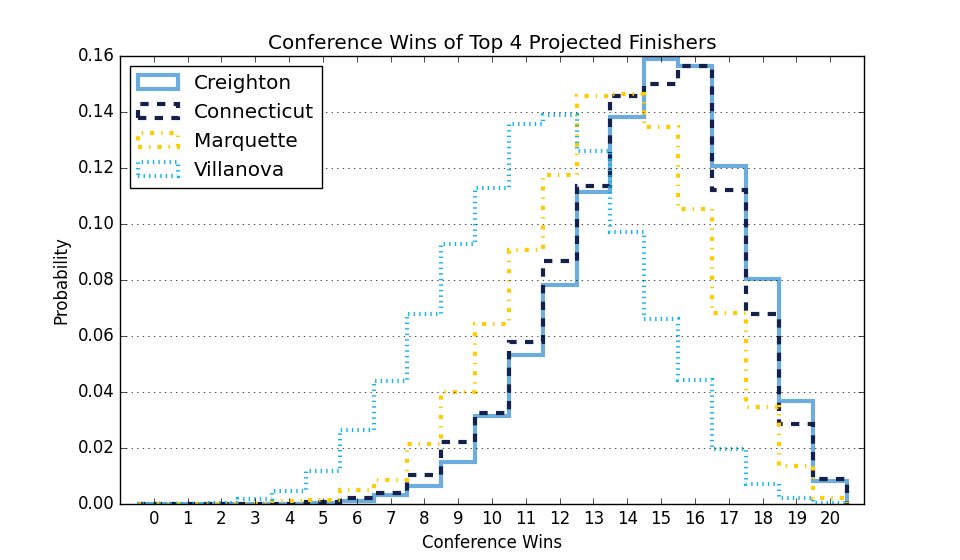 Conference Wins of Top 4 Projected Finishers
0.16
0.14
0.12
0.10
0.08
0.06
0.04
0.02
0.00
Probability
Creighton
Connecticut
Marquette
Villanova
0 1 2 3 4 5 6 7 8 9 10 11 12 13 14 15 16 17 18 19 20
Conference Wins